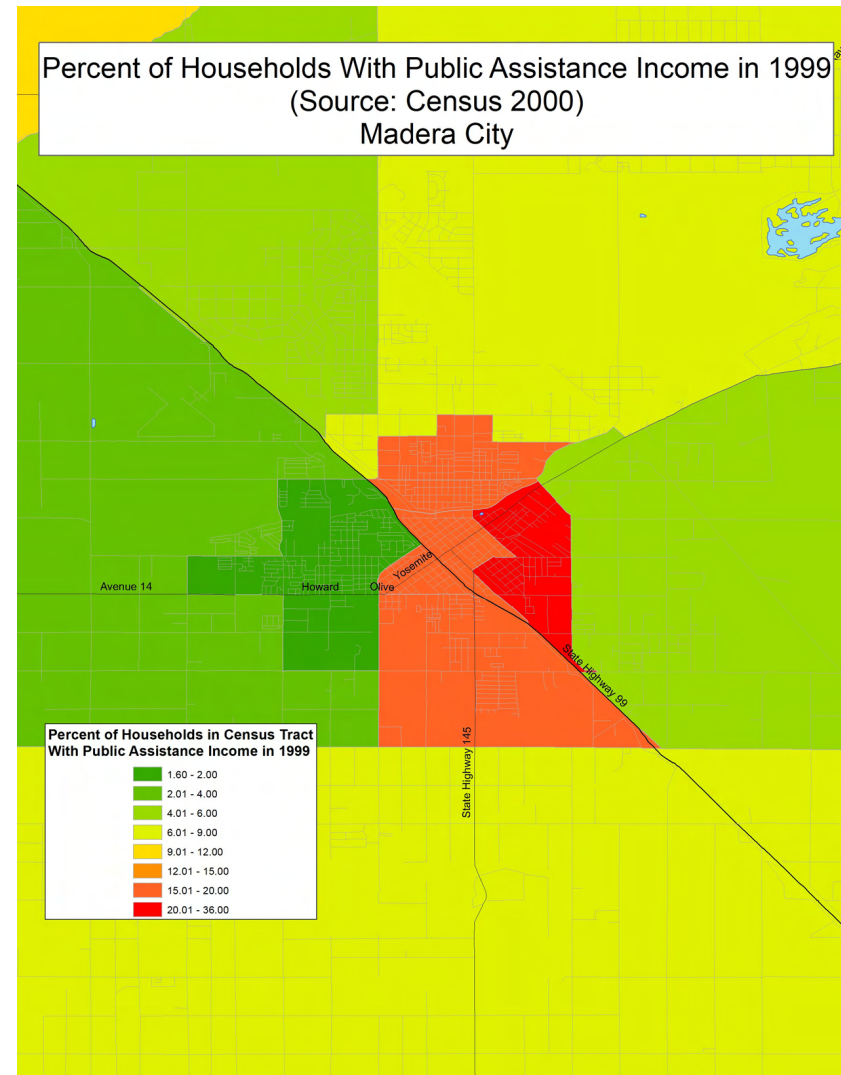 Percent of Households With Public Assistance Income in 1999
(Source: Census 2000)
Madera City
Avenue 14
Howard
Olive
Yosemite
State Highway 99
State Highway 145
Percent of Households in Census Tract
With Public Assistance Income in 1999
1.60 - 2.00
2.01 - 4.00
4.01 - 6.00
6.01 - 9.00
9.01 - 12.00
12.01 - 15.00
15.01 - 20.00
20.01 - 36.00